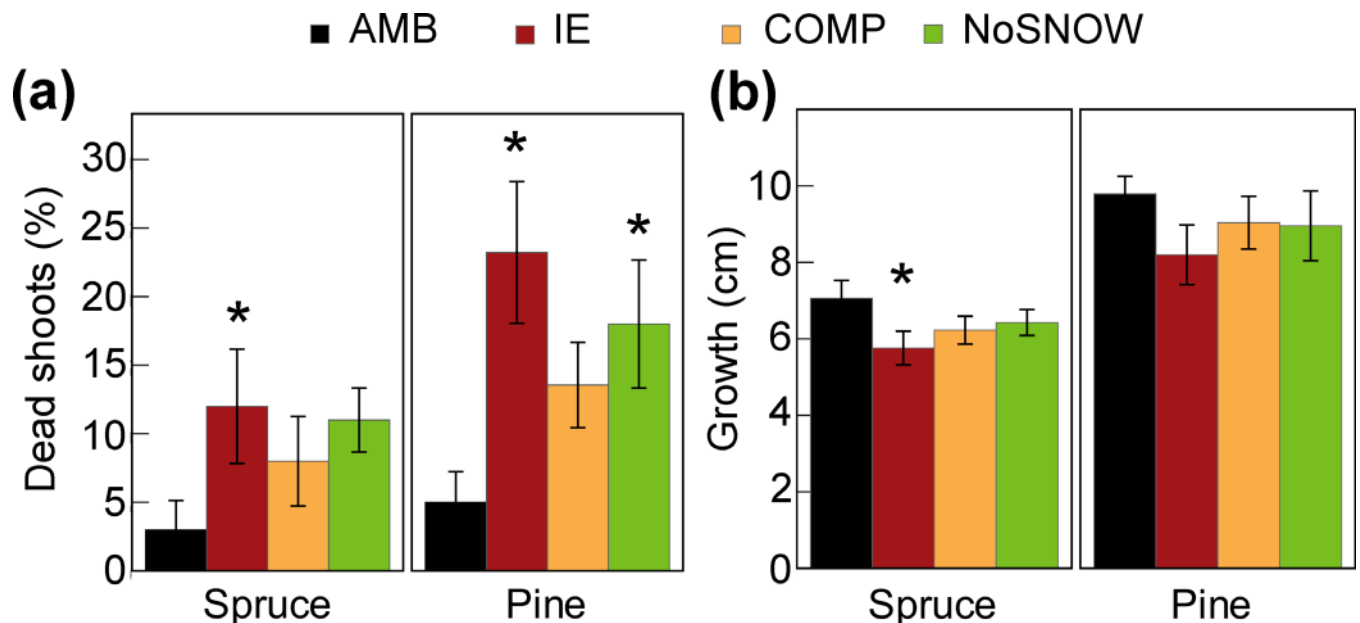 AMB IE COMP NoSNOW
(a)
(b)
Dead shoots (%)
30
25
20
15
10
5
0
* * *
Spruce Pine
Growth (cm)
10
8
6
4
2
0
*
Spruce Pine